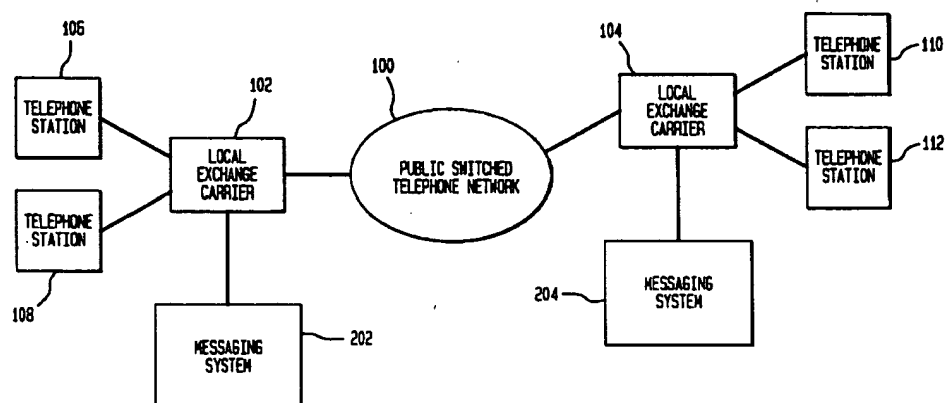 106
TELEPHONE
STATION
102
LOCAL
EXCHANGE
CARRIER
TELEPHONE
STATION
108
MESSAGING
SYSTEM
202
100
PUBLIC SWITCHED
TELEPHONE NETWORK
104
LOCAL
EXCHANGE
CARRIER
TELEPHONE
STATION
110
TELEPHONE
STATION
112
204
MESSAGING
SYSTEM